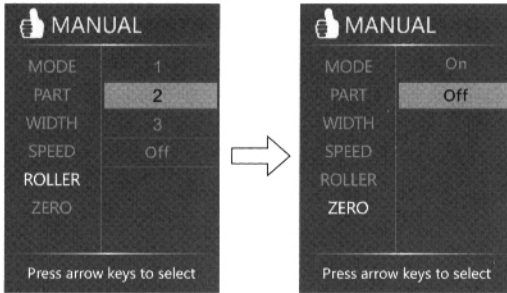 MANUAL
MODE 1
PART 2
WIDTH 3
SPEED Off
ROLLER
ZERO
Press arrow keys to select
MANUAL
MODE On
PART Off
WIDTH
SPEED
ROLLER
ZERO
Press arrow keys to select